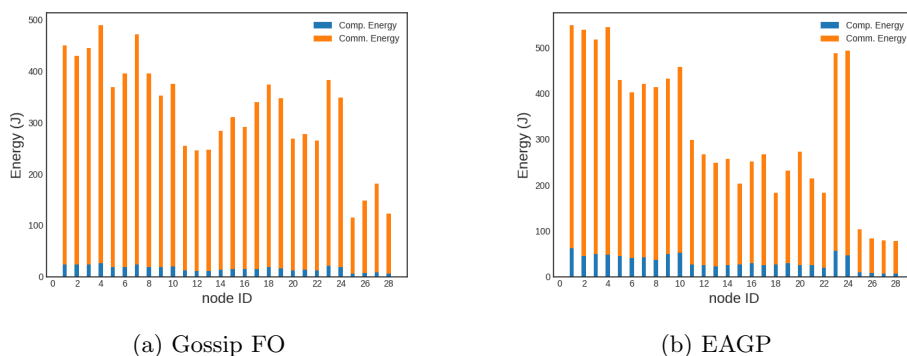 500
400
300
200
100
0
Energy (J)
Comp. Energy
Comm. Energy
0 2 4 6 8 10 12 14 16 18 20 22 24 26 28
node ID
(a) Gossip FO
500
400
300
200
100
0
Energy (J)
Comp. Energy
Comm. Energy
0 2 4 6 8 10 12 14 16 18 20 22 24 26 28
node ID
(b) EAGP